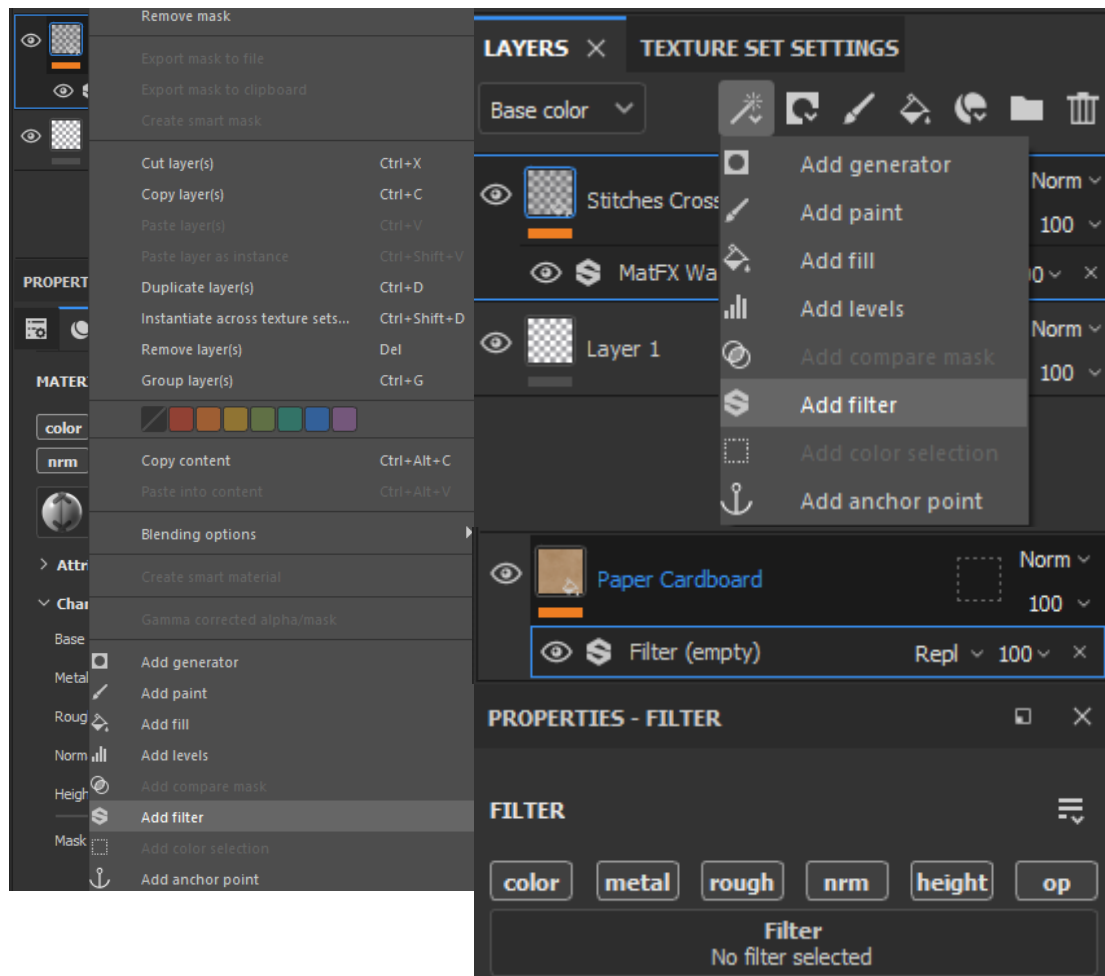 Remove mask
Export mask to file
Export mask to clipboard
Create smart mask
Cut layer(s) Ctrl+X
Copy layer(s) Ctrl+C
Paste layer(s) Ctrl+V
Paste layer as instance Ctrl+Shift+V
Duplicate layer(s) Ctrl+D
Instantiate across texture sets... Ctrl+Shift+D
Remove layer(s) Del
Group layer(s) Ctrl+G
Copy content Ctrl+Alt+C
Paste into content Ctrl+Alt+V
Blending options
Create smart material
Gamma corrected alpha/mask
Add generator
Add paint
Add fill
Add levels
Add compare mask
Add filter
Add color selection
Add anchor point
PROPERT
MATER
color
nrm
Attr
Char
Base
Metal
Roug
Norm
Heigh
Mask
LAYERS × TEXTURE SET SETTINGS
Base color
Add generator
Add paint
Add fill
Add levels
Add compare mask
Add filter
Add color selection
Add anchor point
Stitches Cross Norm
100
MatFX Wa 0 ×
Layer 1 Norm
100
Paper Cardboard Norm
100
Filter (empty) Repl 100 ×
PROPERTIES - FILTER
FILTER
color metal rough nrm height op
Filter
No filter selected